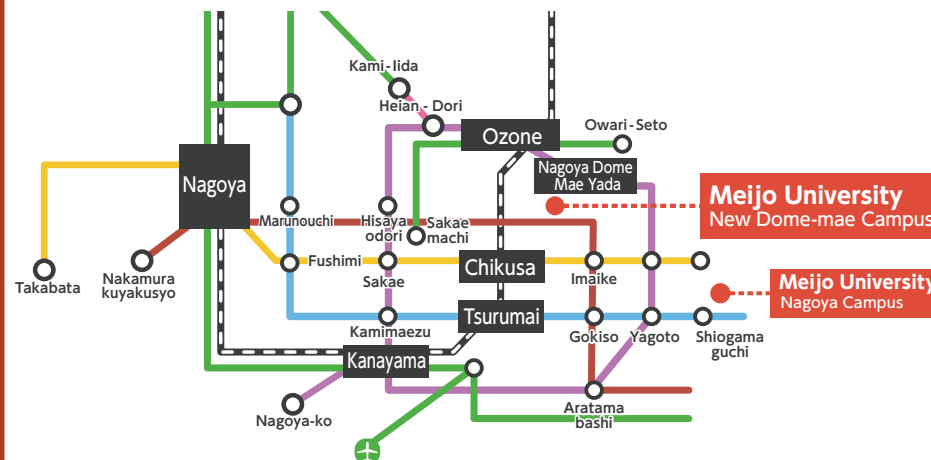 Kami-Iida
Heian - Dori
Ozone
Owari-Seto
Nagoya
Nagoya Dome
Mae Yada
Meijo University
New Dome-mae Campus
Marunouchi
Hisaya
odori
Sakae
machi
Takabata
Nakamura
kuyakusyo
Fushimi
Sakae
Chikusa
Imaike
Meijo University
Nagoya Campus
Kamimaezu
Tsurumai
Gokiso
Yagoto
Shiogama
guchi
Kanayama
Nagoya-ko
Aratama
bashi